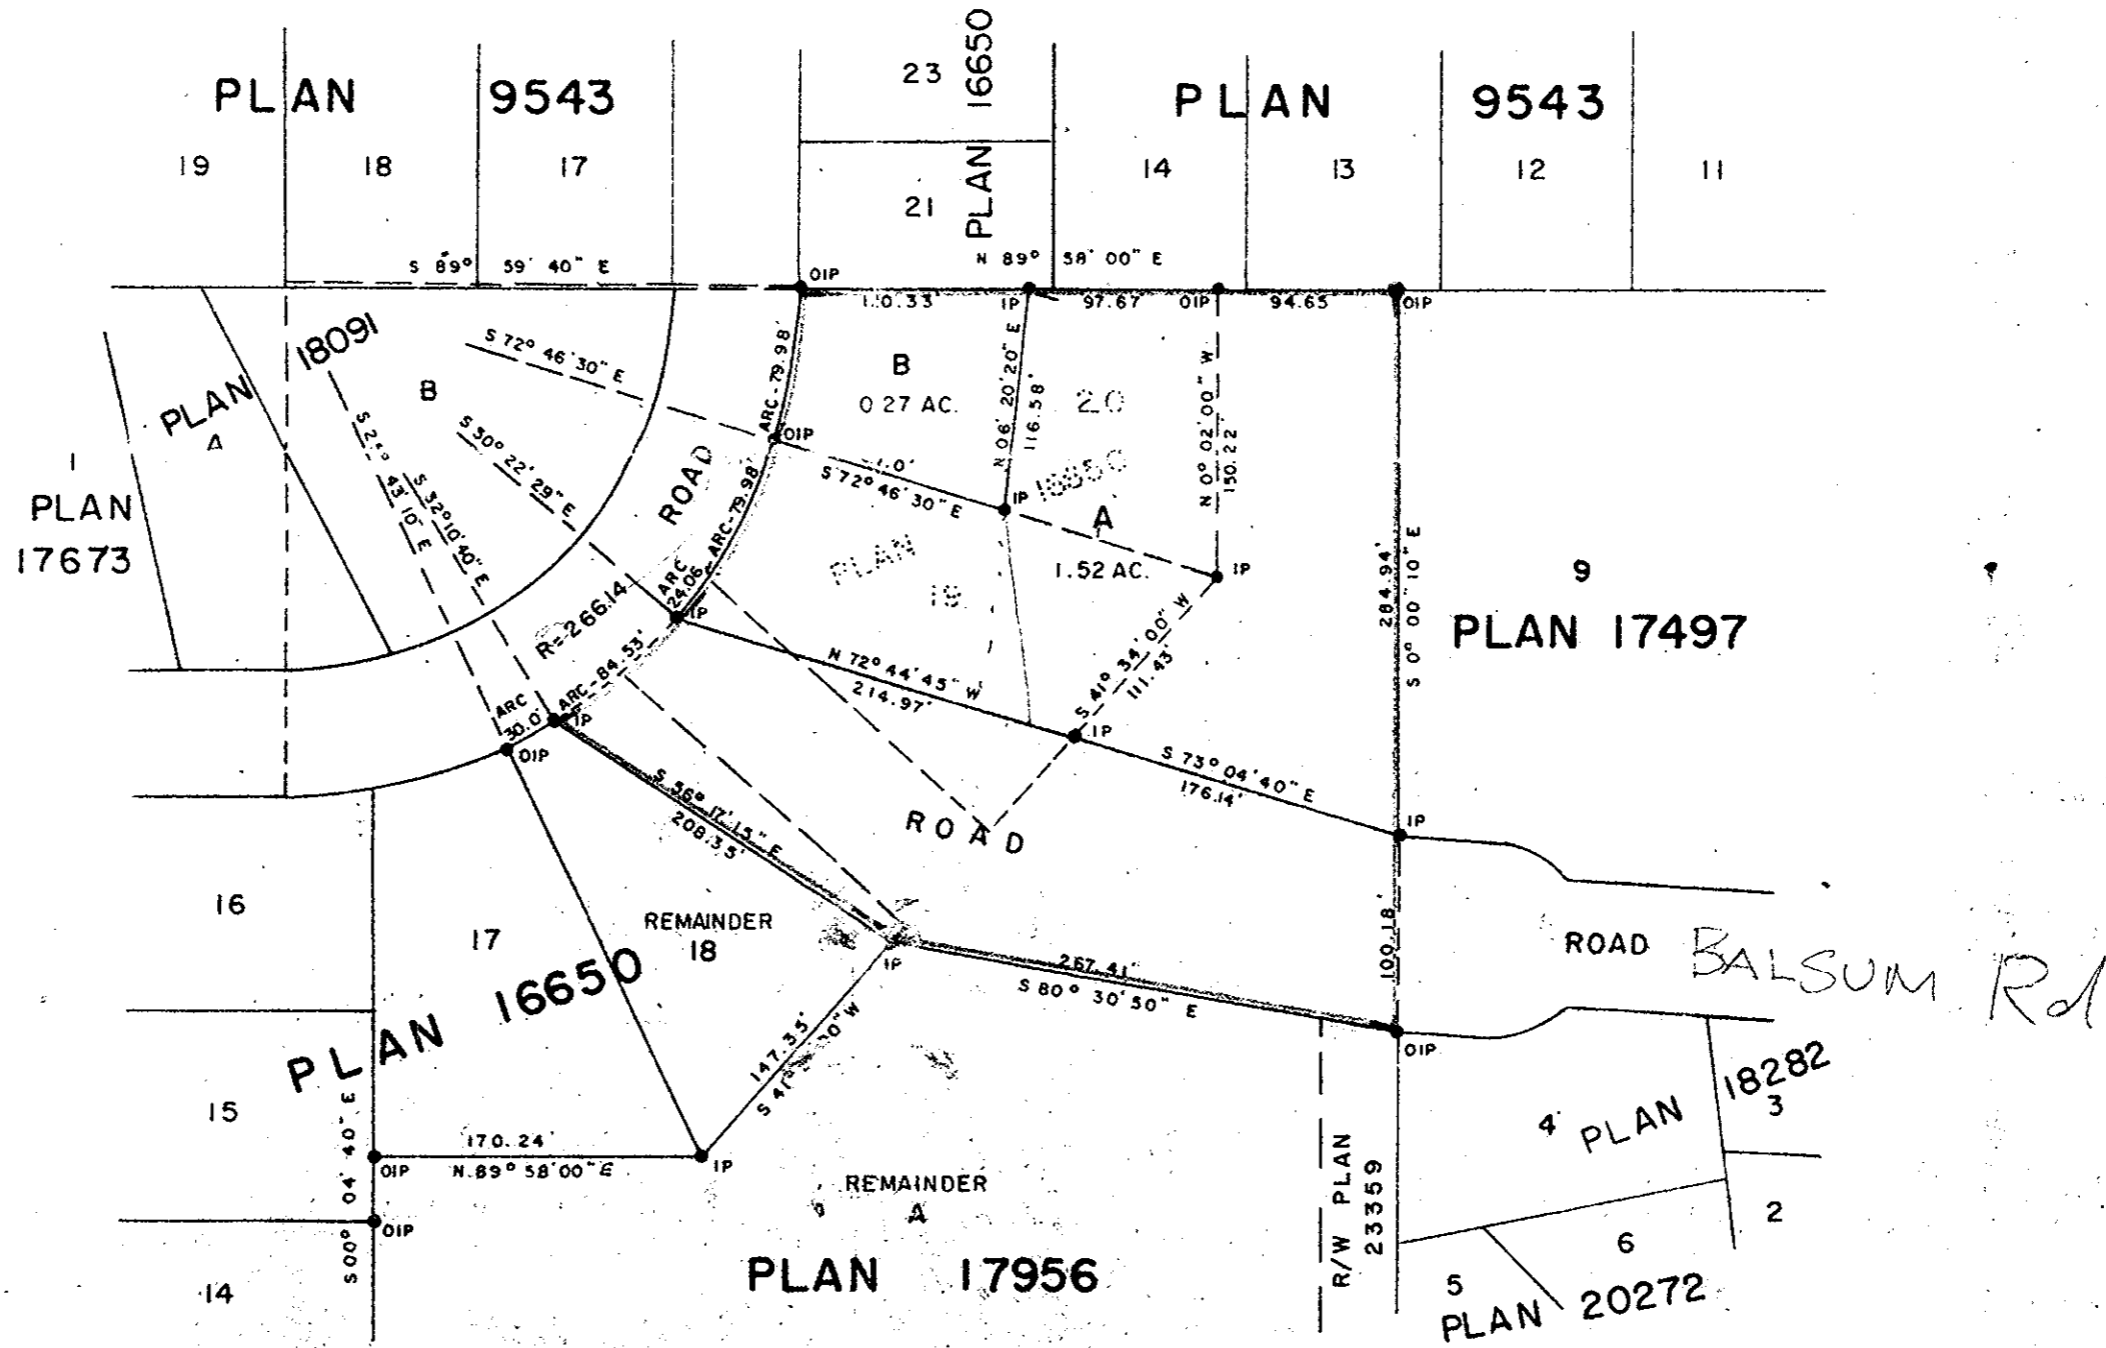 PLAN 9543
PLAN 16650
PLAN 9543
19
18
17
23
21
14
13
12
11
S 89° 59' 40" E
N 89° 58' 00" E
OIP
IP
97.67
OIP
94.65
OIP
PLAN 18091
A
B
S 72° 46' 30" E
S 30° 22' 29" E
S 25° 43' 10" E
S 32° 10' 40" E
1
PLAN
17673
ROAD
ARC-79.98'
OIP
ARC-79.98'
ARC
24.06
IP
R=266.14
ARC-84.53'
IP
ARC
30.0'
OIP
B
0.27 AC.
N 06° 20' 20" E
116.58'
20
N 0° 02' 00" W
150.22'
S 72° 46' 30" E
IP
A
1.52 AC.
IP
PLAN
19
S 41° 34' 00" W
111.43'
N 72° 44' 45" W
214.97'
IP
284.94'
S 0° 00' 10" E
9
PLAN 17497
S 73° 04' 40" E
176.14'
IP
ROAD
S 56° 17' 15" E
208.35'
100.18'
ROAD
BALSUM Rd
16
17
REMAINDER
18
IP
267.41'
S 80° 30' 50" E
OIP
PLAN 16650
147.35'
15
S 00° 04' 40" E
170.24'
OIP
N. 89° 58' 00" E
IP
OIP
14
REMAINDER
A
PLAN 17956
R/W PLAN
23359
4
PLAN 18282
3
2
6
5
PLAN 20272